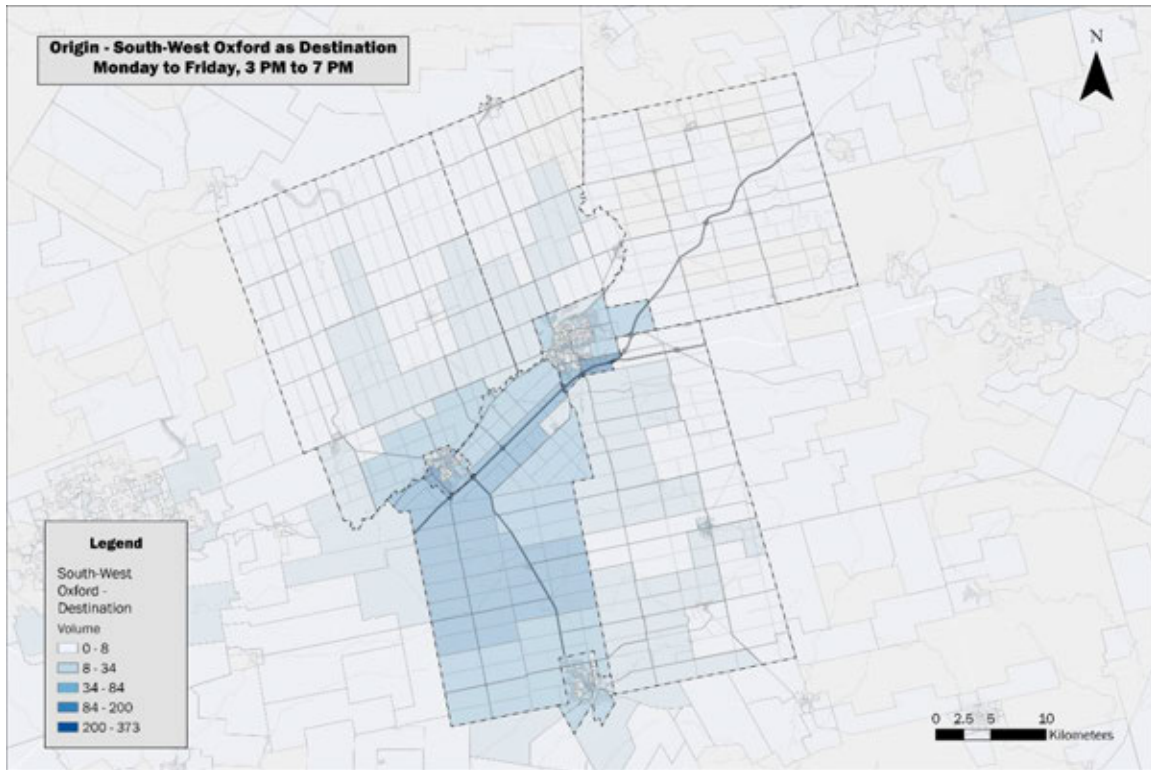 Origin - South-West Oxford as Destination
Monday to Friday, 3 PM to 7 PM
N
Legend
South-West
Oxford -
Destination
Volume
0 - 8
8 - 34
34 - 84
84 - 200
200 - 373
0 2.5 5 10
Kilometers